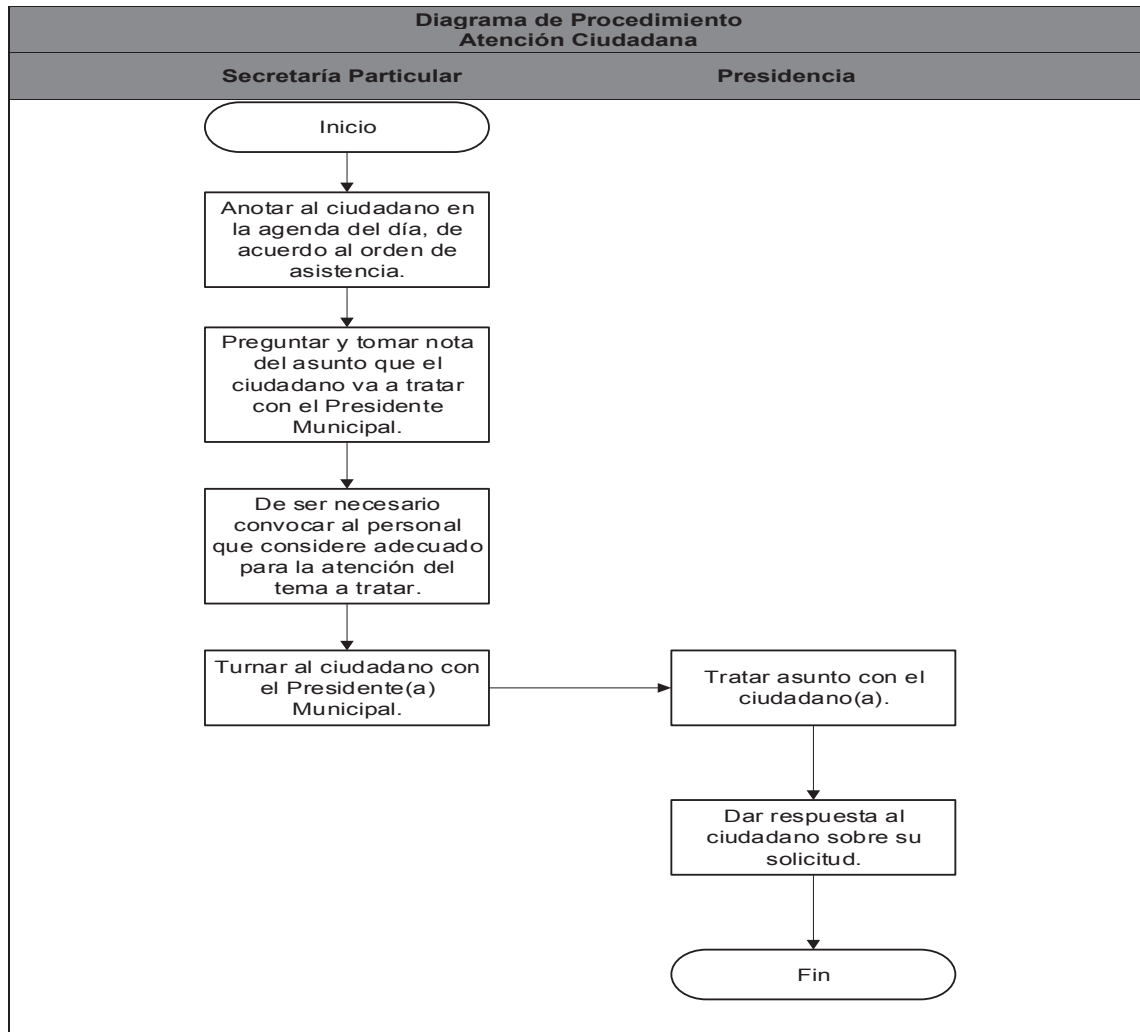 Diagrama de Procedimiento
Atención Ciudadana
Secretaría Particular
Presidencia
Inicio
Anotar al ciudadano en
la agenda del día, de
acuerdo al orden de
asistencia.
Preguntar y tomar nota
del asunto que el
ciudadano va a tratar
con el Presidente
Municipal.
De ser necesario
convocar al personal
que considere adecuado
para la atención del
tema a tratar.
Turnar al ciudadano con
el Presidente(a)
Municipal.
Tratar asunto con el
ciudadano(a).
Dar respuesta al
ciudadano sobre su
solicitud.
Fin